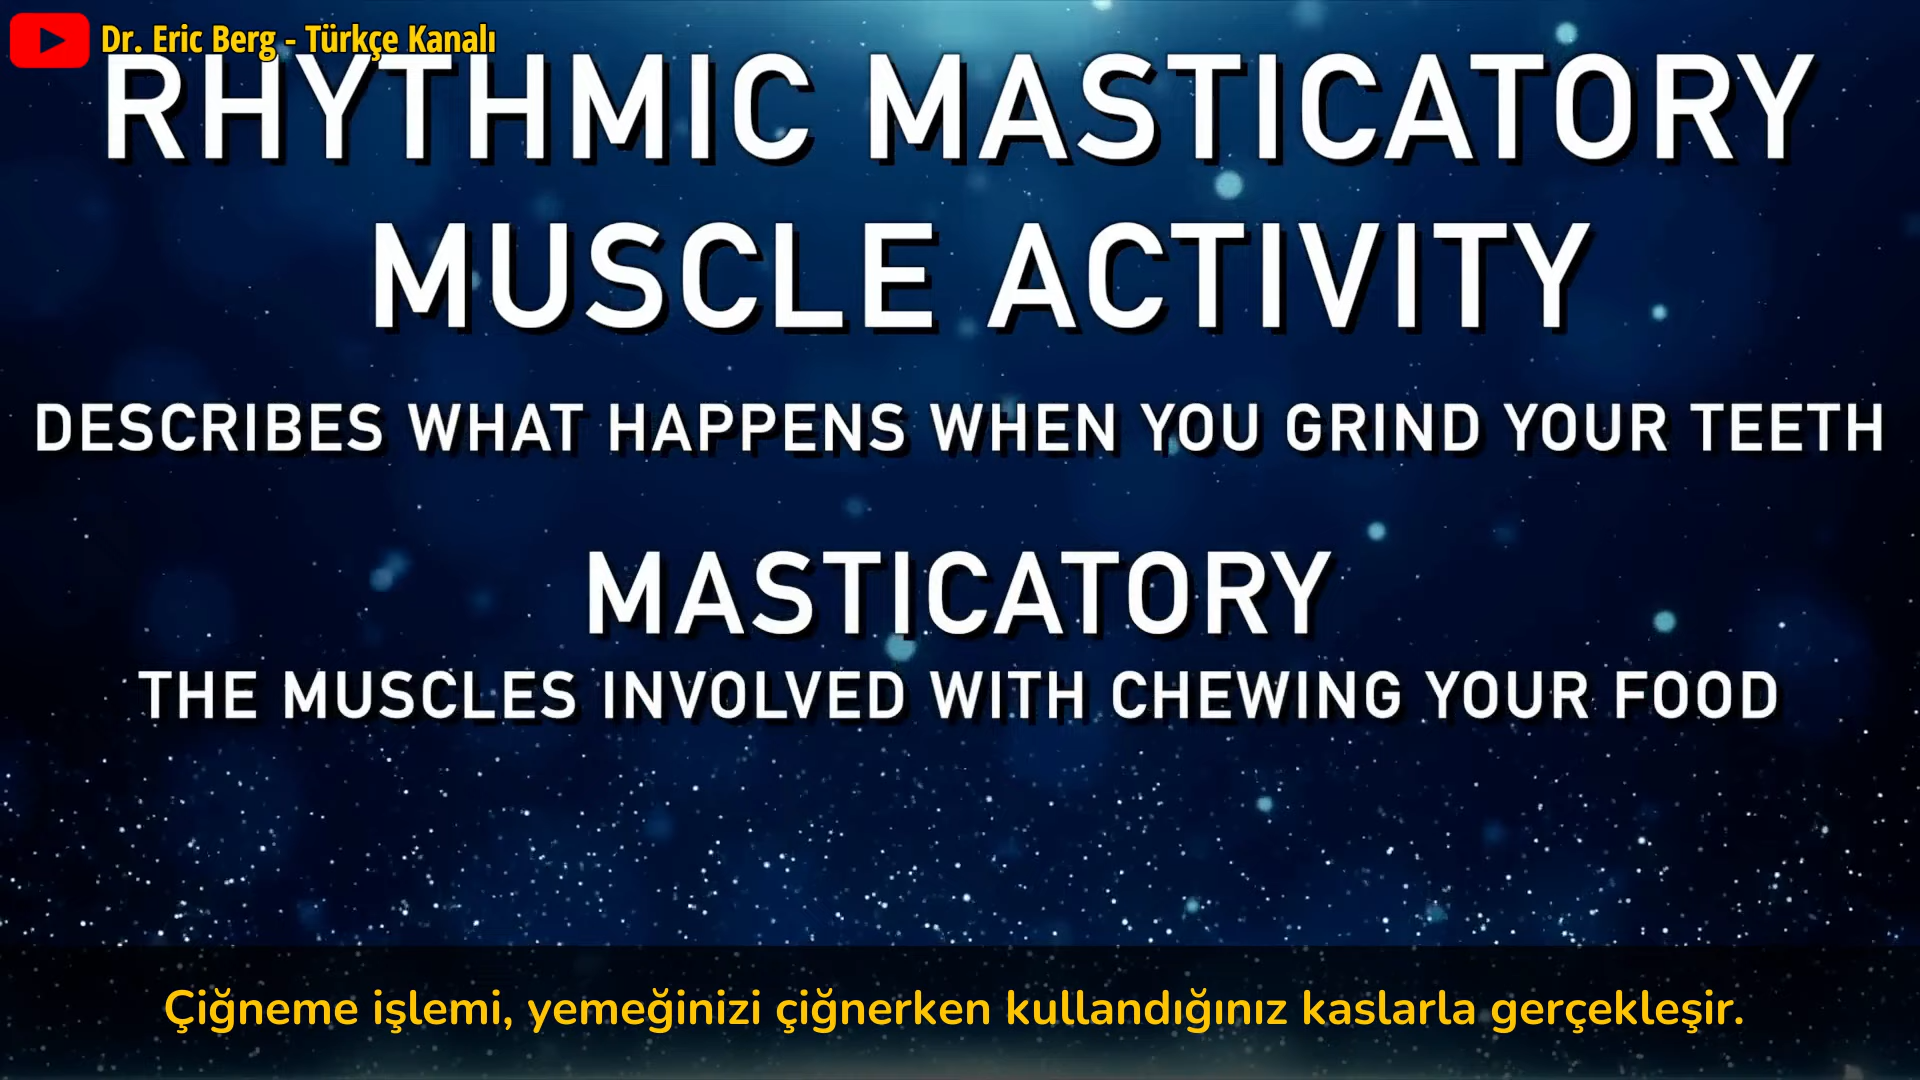 Dr. Eric Berg - Türkçe Kanalı
RHYTHMIC MASTICATORY
MUSCLE ACTIVITY
DESCRIBES WHAT HAPPENS WHEN YOU GRIND YOUR TEETH
MASTICATORY
THE MUSCLES INVOLVED WITH CHEWING YOUR FOOD
Çiğneme işlemi, yemeğinizi çiğnerken kullandığınız kaslarla gerçekleşir.